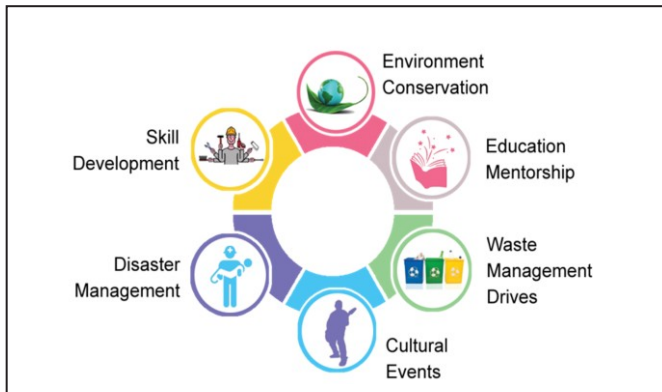 Environment
Conservation
Education
Mentorship
Waste
Management
Drives
Cultural
Events
Disaster
Management
Skill
Development